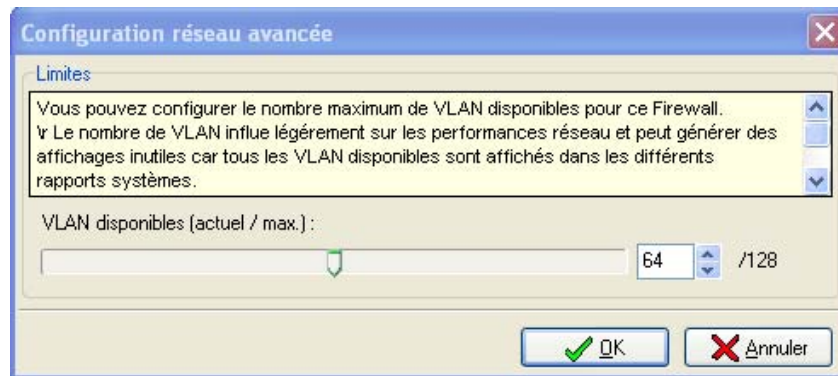 Configuration réseau avancée
Limites
Vous pouvez configurer le nombre maximum de VLAN disponibles pour ce Firewall.
\r Le nombre de VLAN influe légérement sur les performances réseau et peut générer des
affichages inutiles car tous les VLAN disponibles sont affichés dans les différents
rapports systèmes.
VLAN disponibles (actuel / max.) :
64 /128
OK Annuler